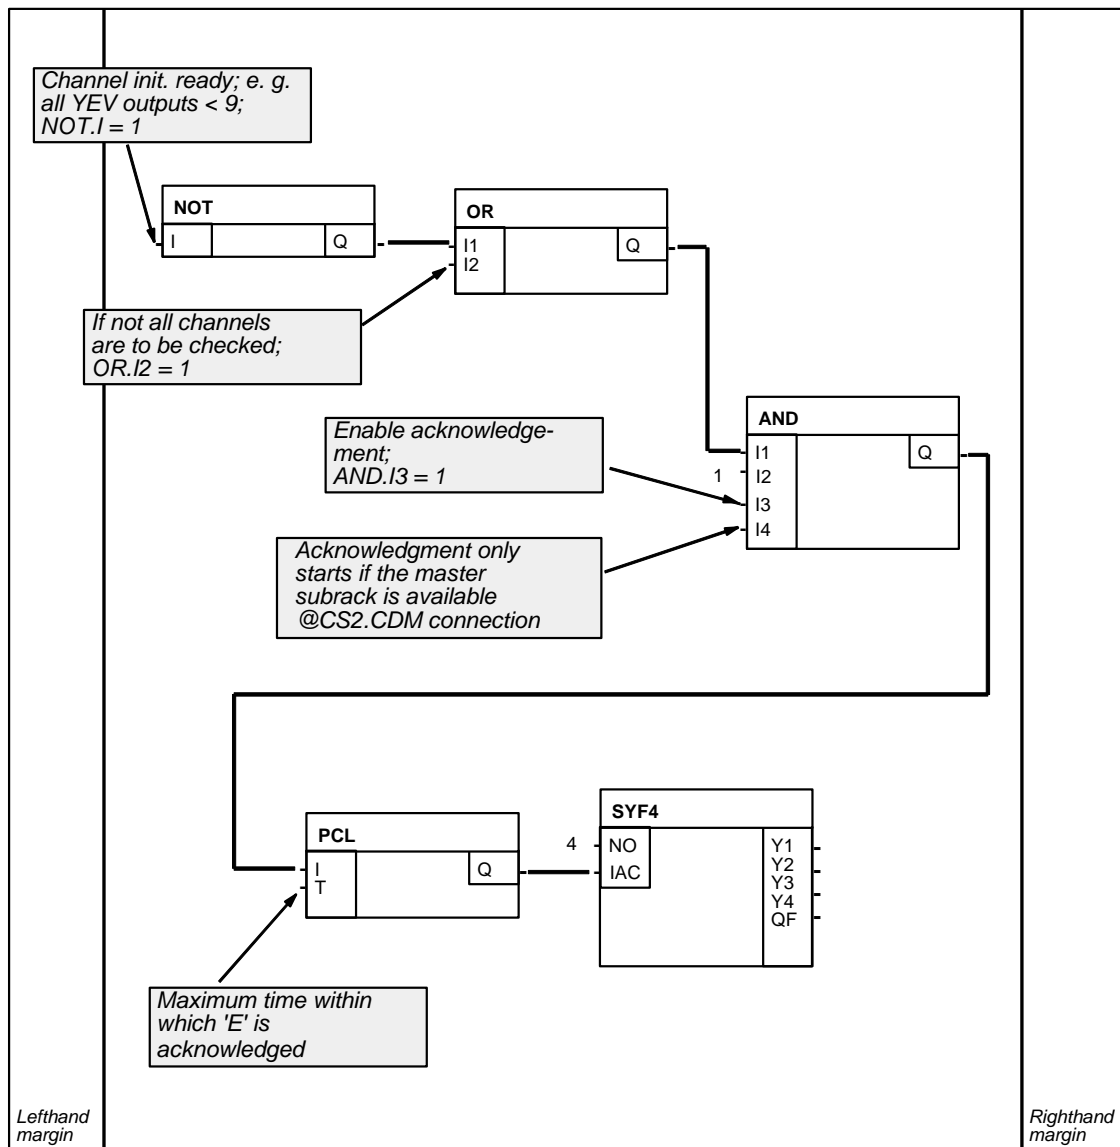 Channel init. ready; e. g.
all YEV outputs < 9;
NOT.I = 1
NOT
I
Q
OR
I1
I2
Q
If not all channels
are to be checked;
OR.I2 = 1
AND
I1
1
I2
I3
I4
Q
Enable acknowledge-
ment;
AND.I3 = 1
Acknowledgment only
starts if the master
subrack is available
@CS2.CDM connection
PCL
I
T
Q
SYF4
4
NO
IAC
Y1
Y2
Y3
Y4
QF
Maximum time within
which 'E' is
acknowledged
Lefthand
margin
Righthand
margin